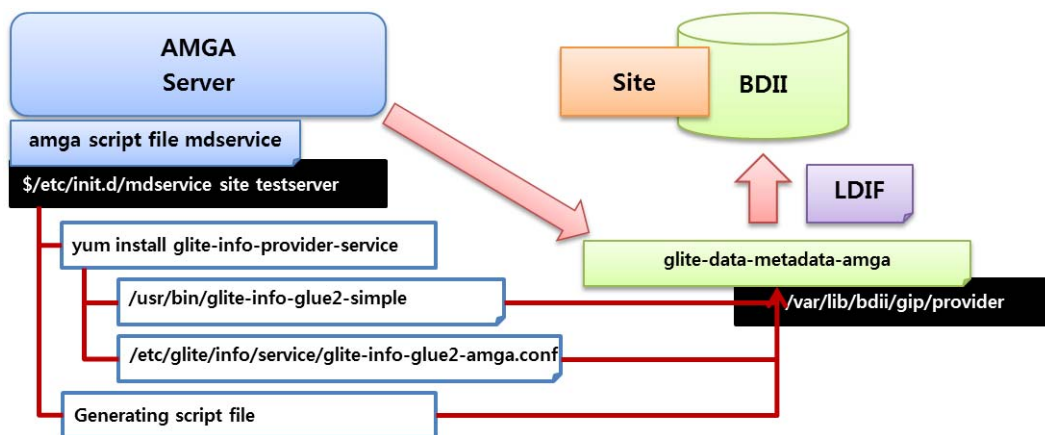 AMGA
Server
amga script file mdservice
$/etc/init.d/mdservice site testserver
yum install glite-info-provider-service
/usr/bin/glite-info-glue2-simple
/etc/glite/info/service/glite-info-glue2-amga.conf
Generating script file
Site
BDII
LDIF
glite-data-metadata-amga
/var/lib/bdii/gip/provider